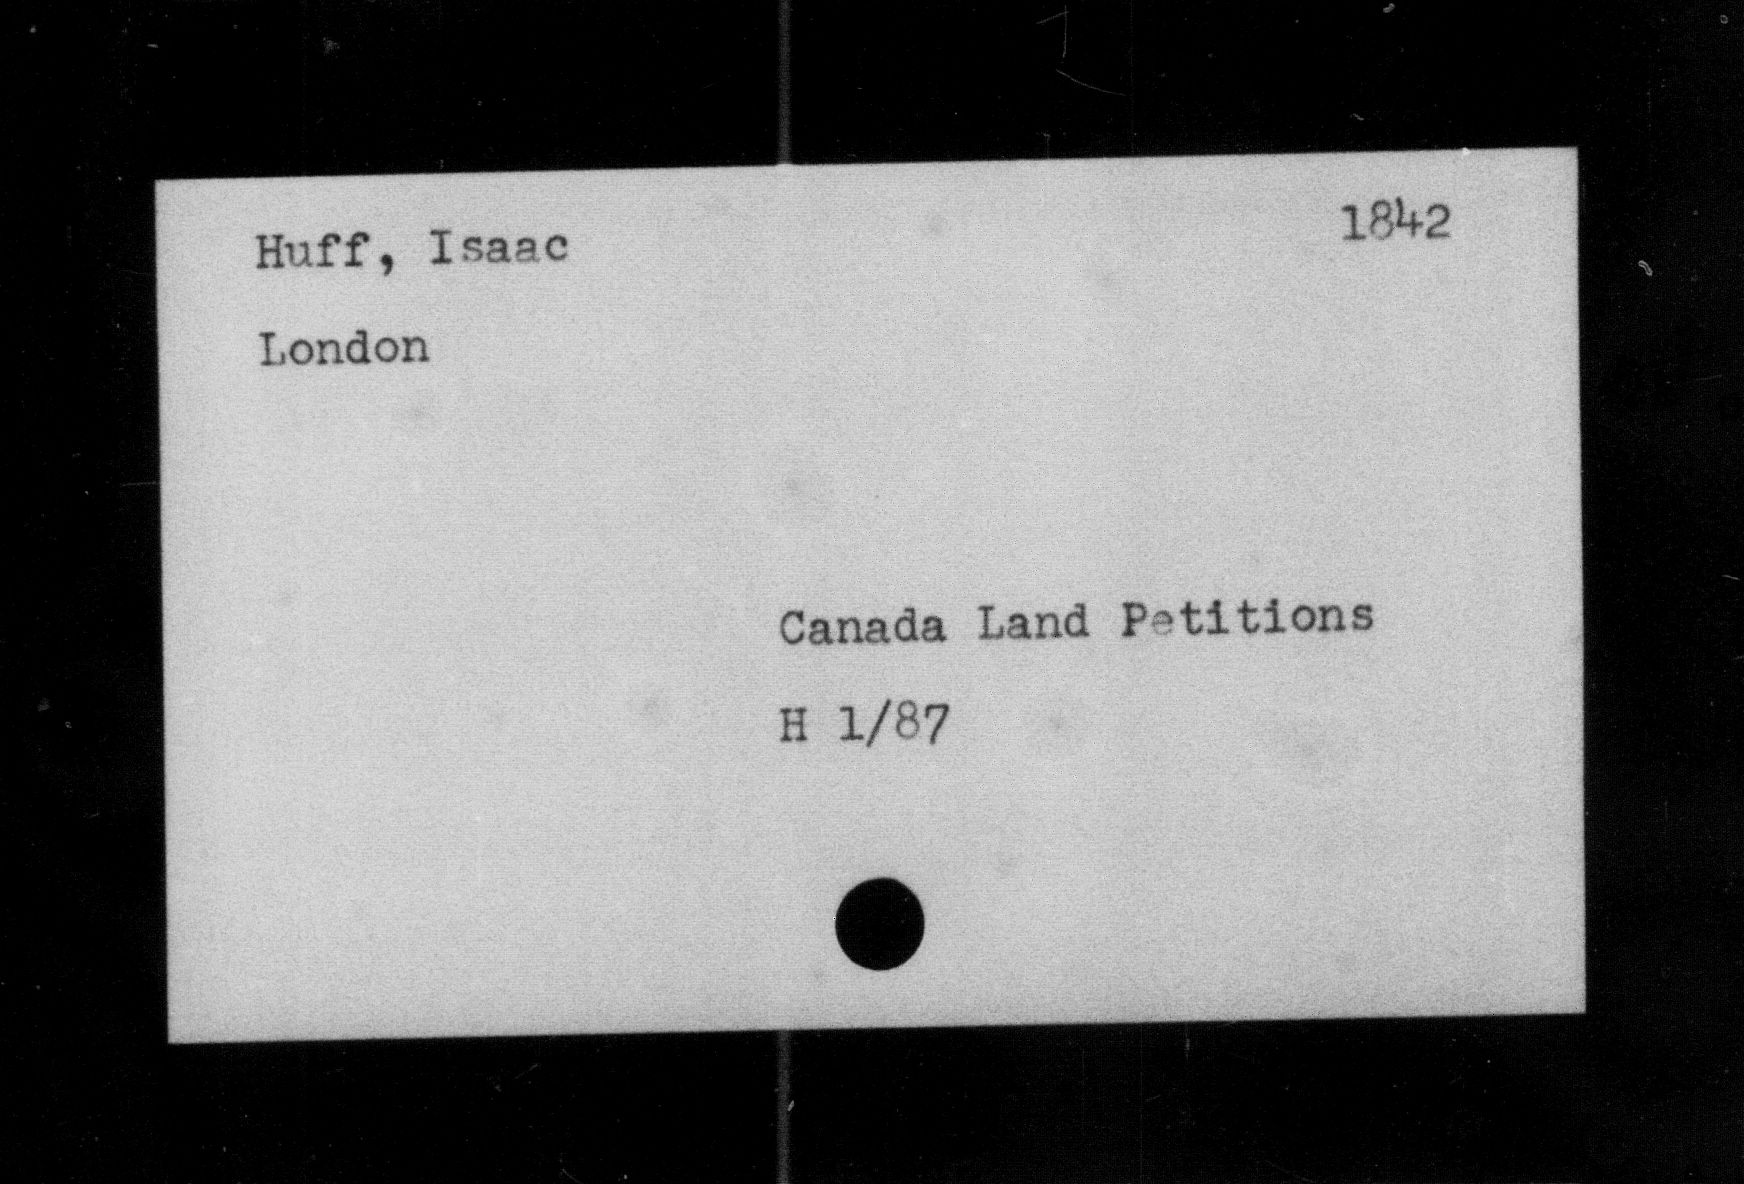 Huff, Isaac 1842
London
Canada Land Petitions
H 1/87